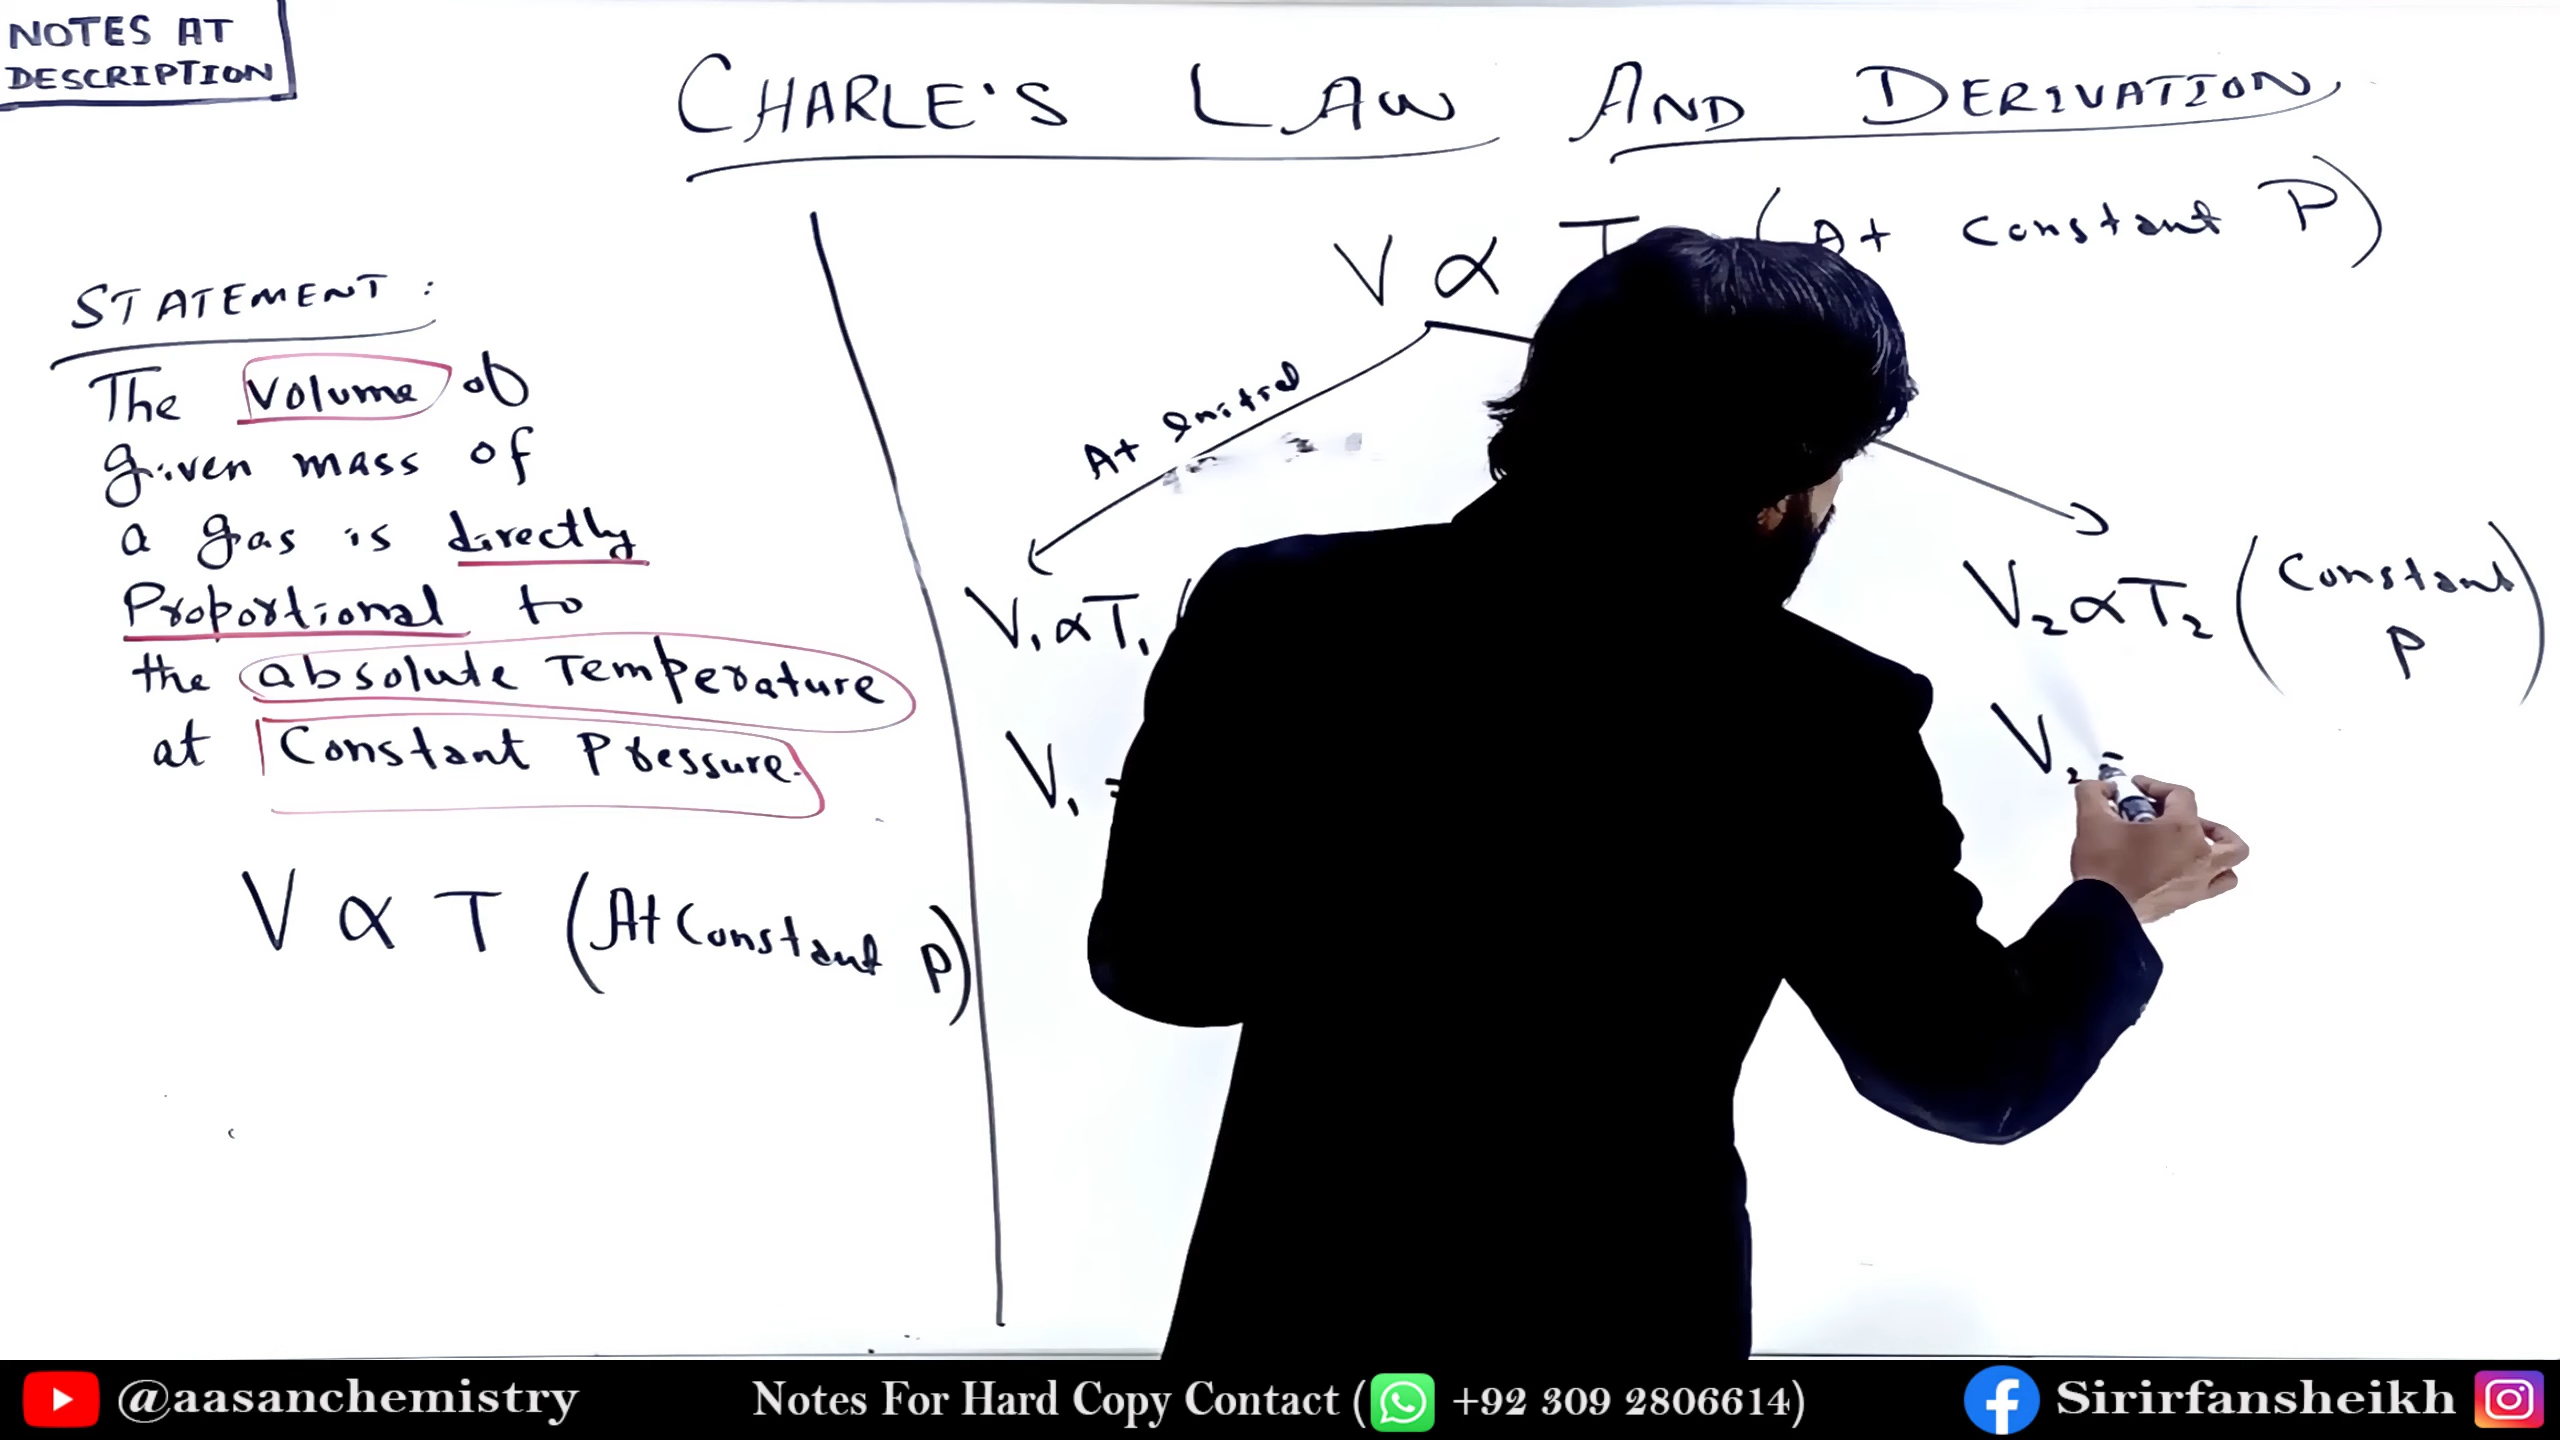 NOTES AT
DESCRIPTION
CHARLE'S LAW AND DERIVATION
STATEMENT:
The Volume of
given mass of
a gas is directly
Proportional to
the absolute Temperature
at Constant Pressure.
V ∝ T (At Constant P)
V ∝ T (At Constant P)
At Initial
V₁ ∝ T₁ (
V₁ =
V₂ ∝ T₂ (Constant
P)
V₂ =
@aasanchemistry
Notes For Hard Copy Contact ( +92 309 2806614)
Sirirfansheikh